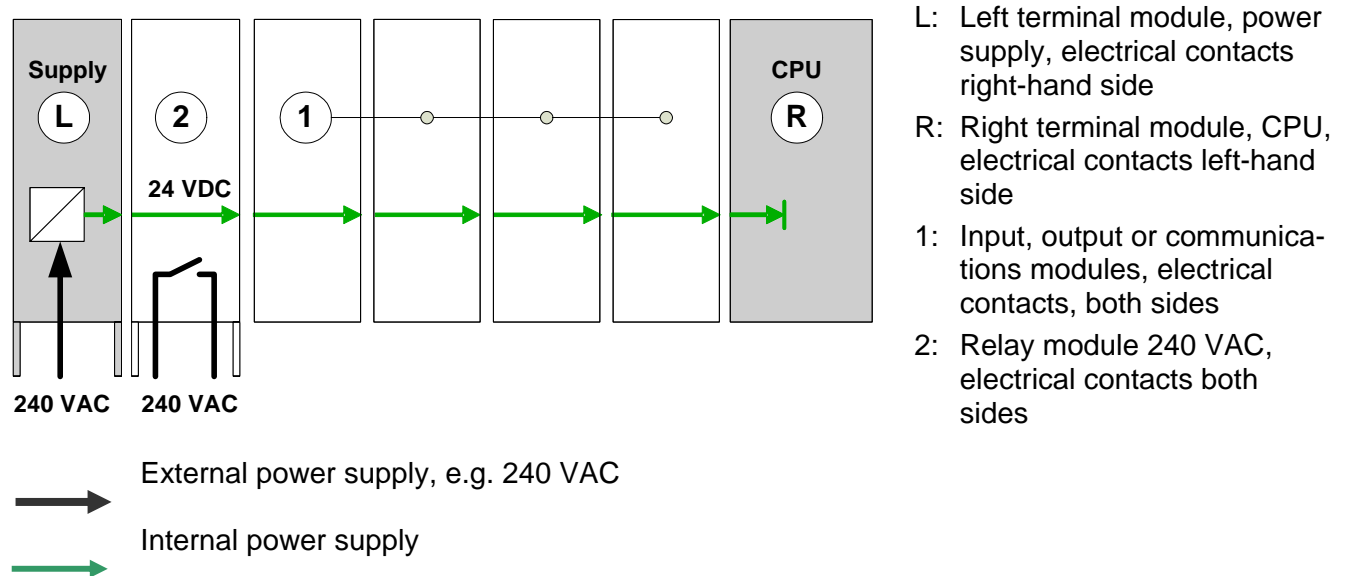 Supply
CPU
L
2
1
R
24 VDC
240 VAC
240 VAC
L: Left terminal module, power
supply, electrical contacts
right-hand side
R: Right terminal module, CPU,
electrical contacts left-hand
side
1: Input, output or communica-
tions modules, electrical
contacts, both sides
2: Relay module 240 VAC,
electrical contacts both
sides
External power supply, e.g. 240 VAC
Internal power supply